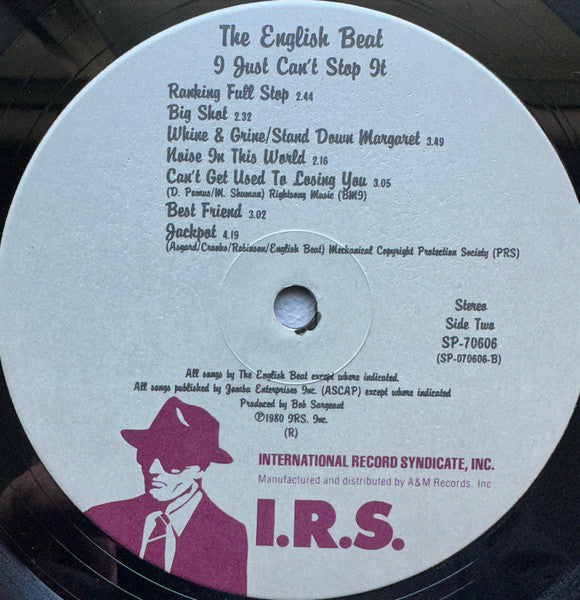 The English Beat
I Just Can't Stop It
Ranking Full Stop 2.44
Big Shot 2.32
Whine & Grine/Stand Down Margaret 3.49
Noise In This World 2.16
Can't Get Used To Losing You 3.05
(D. Pomus/M. Shuman) Rightsong Music (BMI)
Best Friend 3.02
Jackpot 4.19
(Asgard/Crooks/Robinson/English Beat) Mechanical Copyright Protection Society (PRS)
Stereo
Side Two
SP-70606
(SP-070606-B)
All songs by The English Beat except where indicated.
All songs published by Zomba Enterprises Inc. (ASCAP) except where indicated
Produced by Bob Sargeant
℗1980 IRS. Inc.
(R)
INTERNATIONAL RECORD SYNDICATE, INC.
Manufactured and distributed by A&M Records. Inc
I.R.S.